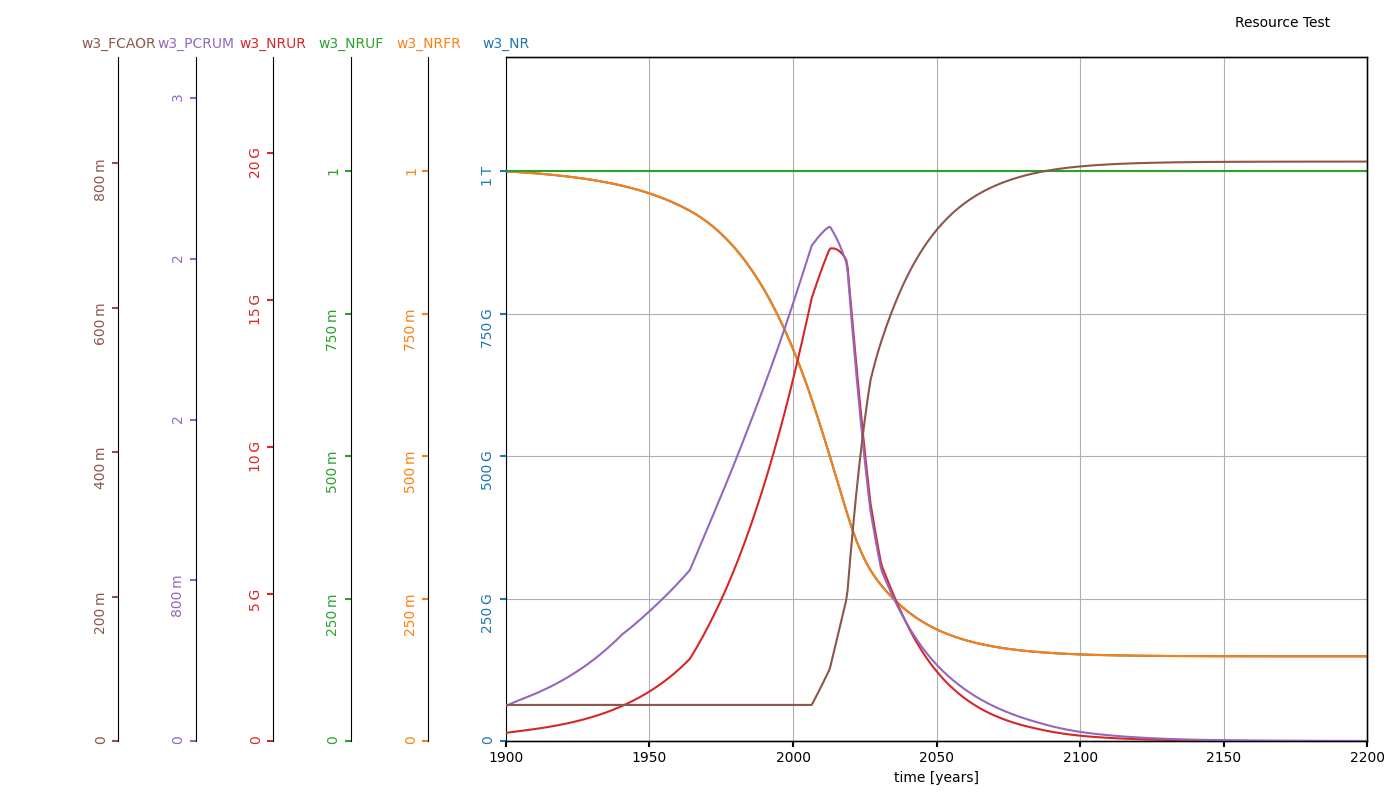 Resource Test
w3_FCAOR w3_PCRUM w3_NRUR w3_NRUF w3_NRFR w3_NR
3
800 m 20 G 1 1 1 T
2
600 m 15 G 750 m 750 m 750 G
2
400 m 10 G 500 m 500 m 500 G
800 m
200 m 5 G 250 m 250 m 250 G
0 0 0 0 0 0
1900 1950 2000 2050 2100 2150 2200
time [years]